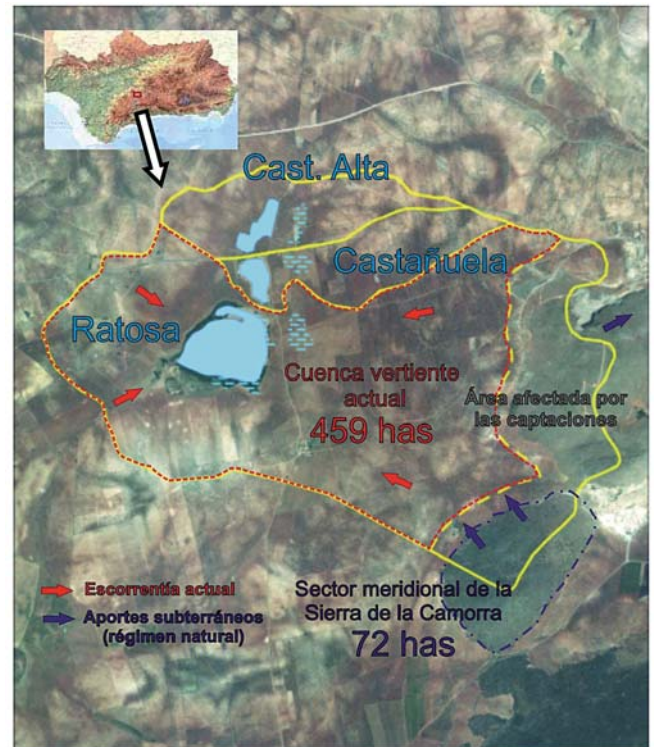 Cast. Alta
Castañuela
Ratosa
Cuenca vertiente
actual
459 has
Área afectada por
las captaciones
Escorrentía actual
Aportes subterráneos
(régimen natural)
Sector meridional de la
Sierra de la Camorra
72 has